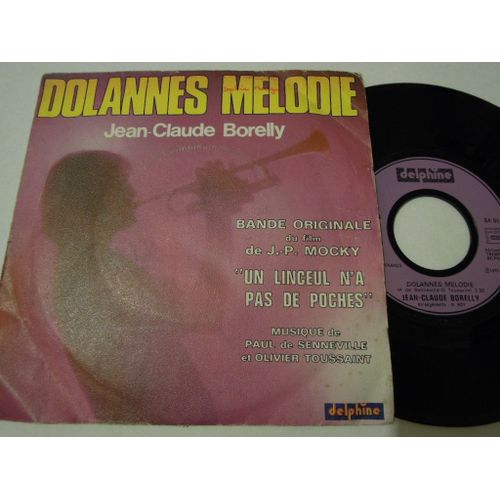 DOLANNES MELODIE
Jean-Claude Borelly
BANDE ORIGINALE
du film
de J.-P. MOCKY
"UN LINCEUL N'A
PAS DE POCHES"
MUSIQUE de
PAUL de SENNEVILLE
et OLIVIER TOUSSAINT
delphine
delphine
DOLANNES MELODIE
JEAN-CLAUDE BORELLY